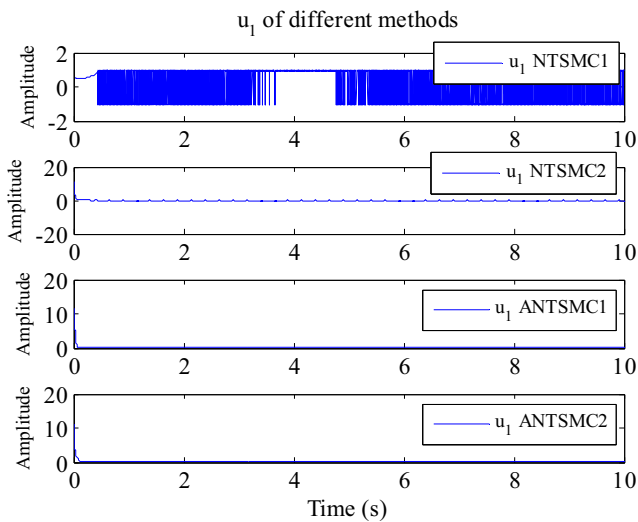 u1 of different methods
Amplitude
2
0
-2
u1 NTSMC1
0 2 4 6 8 10
Amplitude
20
0
-20
u1 NTSMC2
0 2 4 6 8 10
Amplitude
20
10
0
u1 ANTSMC1
0 2 4 6 8 10
Amplitude
20
10
0
u1 ANTSMC2
0 2 4 6 8 10
Time (s)